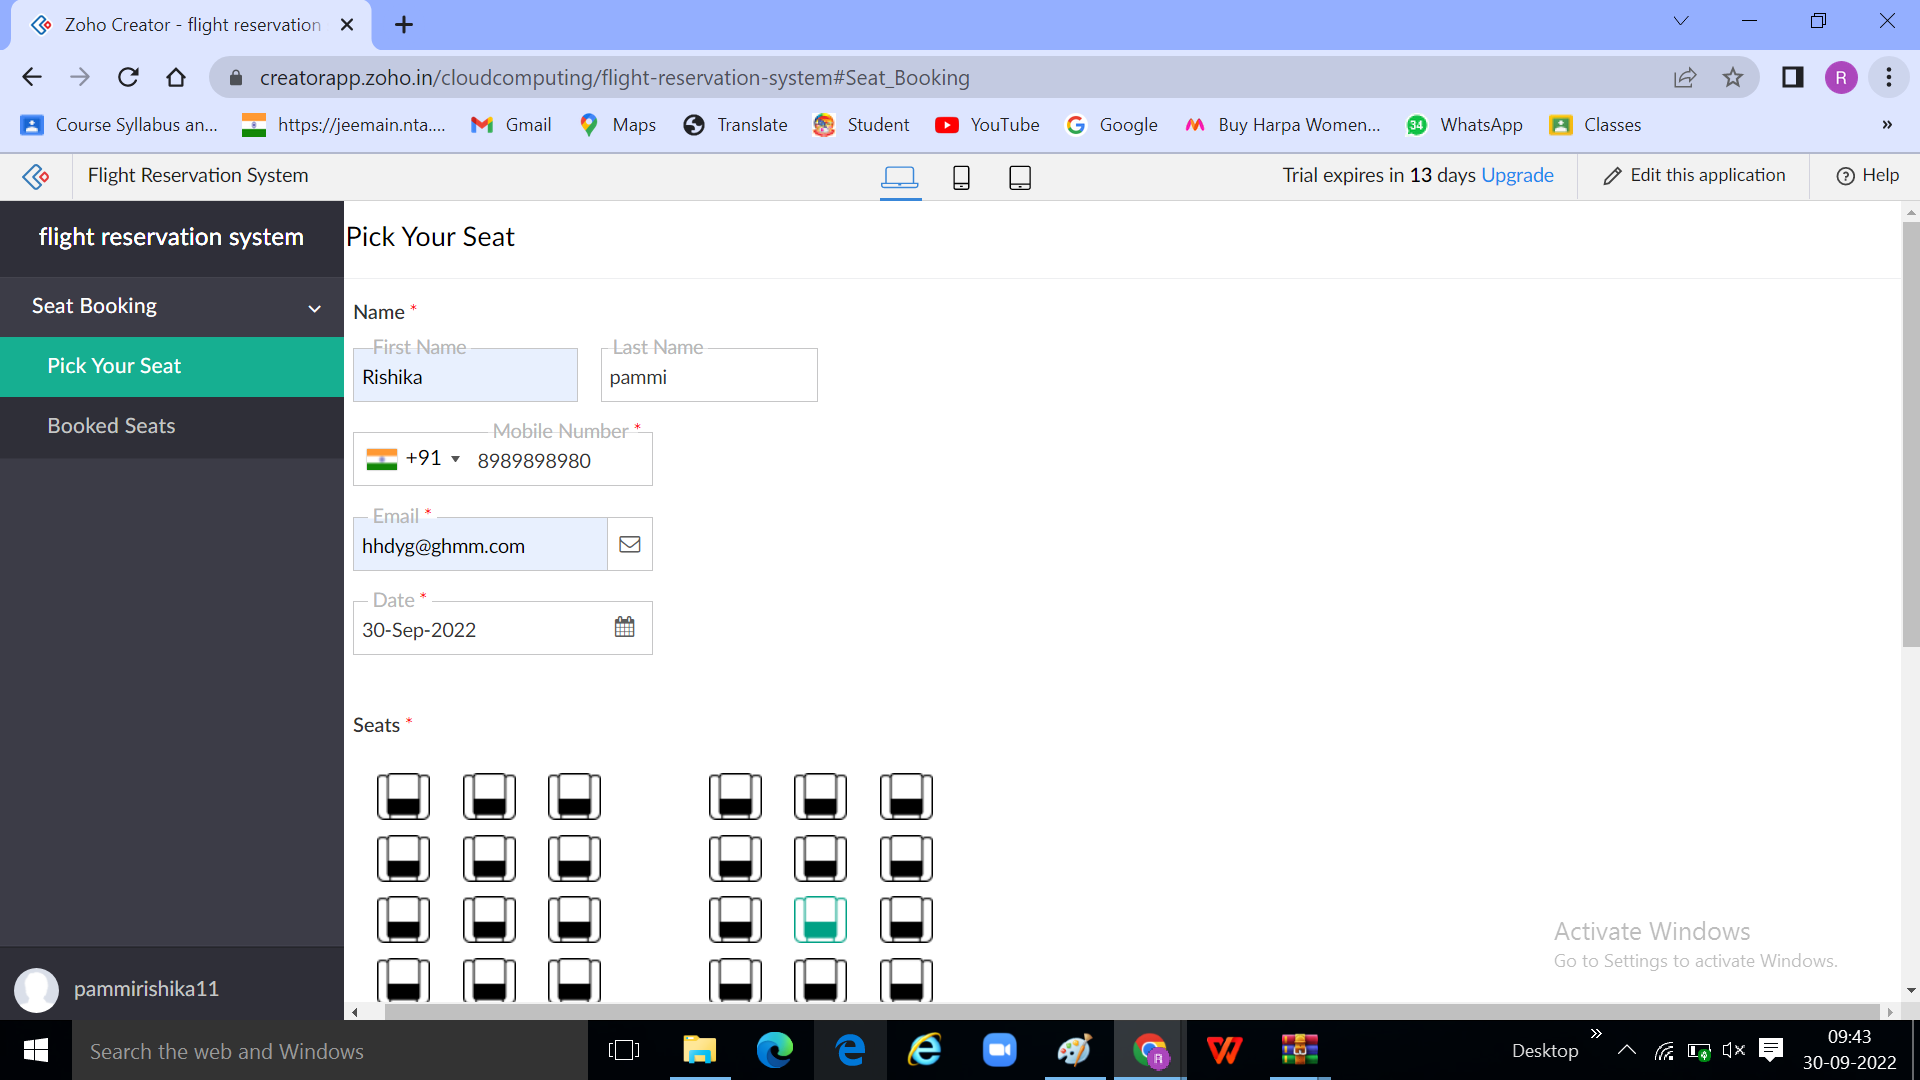 Zoho Creator - flight reservation
creatorapp.zoho.in/cloudcomputing/flight-reservation-system#Seat_Booking
R
Course Syllabus an...
https://jeemain.nta....
Gmail
Maps
Translate
Student
YouTube
Google
Buy Harpa Women...
34
WhatsApp
Classes
»
Flight Reservation System
Trial expires in 13 days Upgrade
Edit this application
Help
flight reservation system
Pick Your Seat
Seat Booking
Pick Your Seat
Booked Seats
Name *
First Name
Last Name
Rishika
pammi
Mobile Number *
+91
8989898980
Email *
hhdyg@ghmm.com
Date *
30-Sep-2022
Seats *
Activate Windows
Go to Settings to activate Windows.
pammirishika11
Search the web and Windows
R
Desktop
»
09:43
30-09-2022